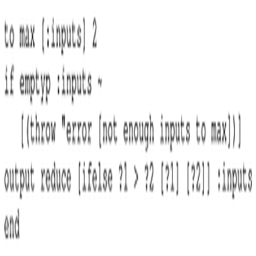 to max [:inputs] 2
if emptyp :inputs ~
[(throw "error [not enough inputs to max])]
output reduce [ifelse ?1 > ?2 [?1] [?2]] :inputs
end